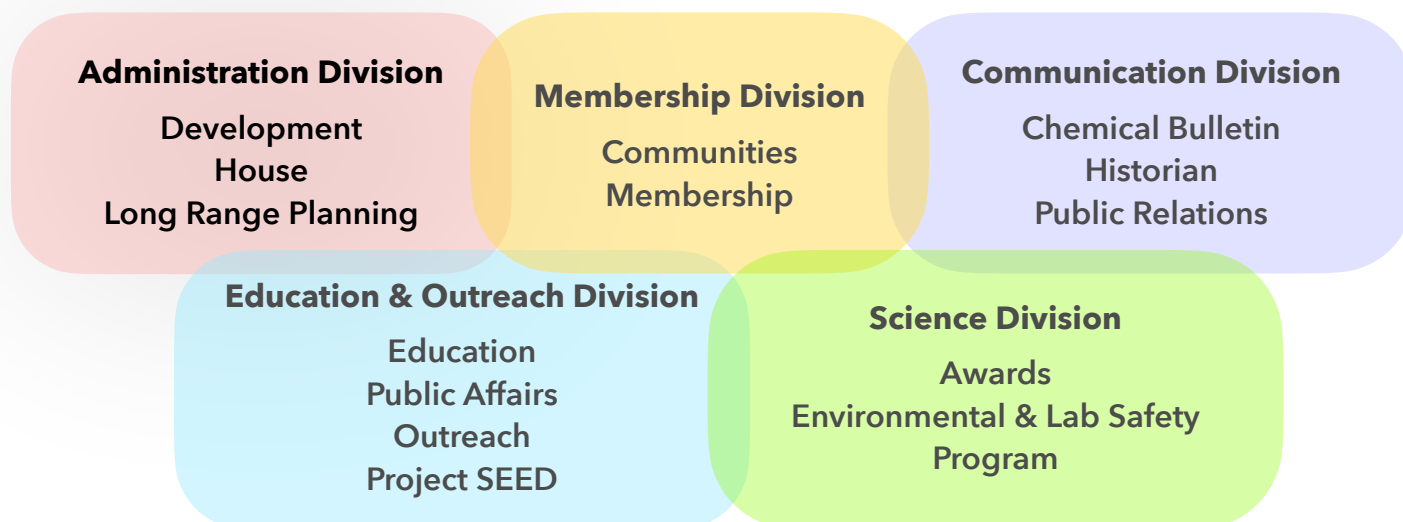 Administration Division
Development
House
Long Range Planning
Membership Division
Communities
Membership
Communication Division
Chemical Bulletin
Historian
Public Relations
Education & Outreach Division
Education
Public Affairs
Outreach
Project SEED
Science Division
Awards
Environmental & Lab Safety
Program